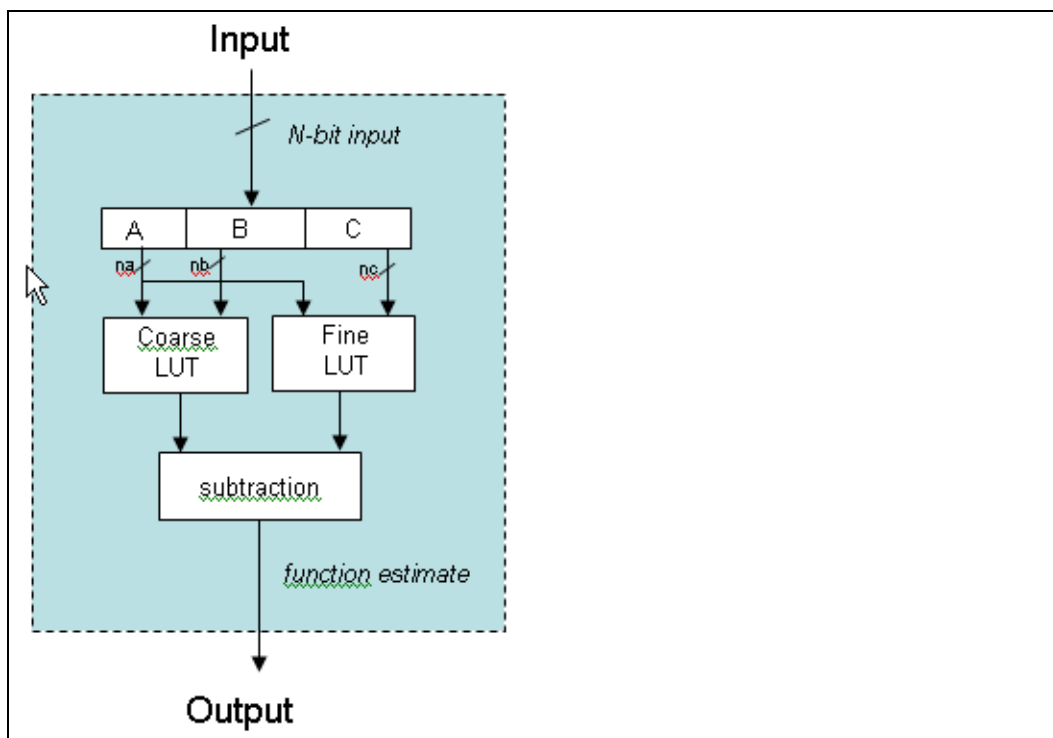 Input
N-bit input
A B C
na nb nc
Coarse LUT
Fine LUT
subtraction
function estimate
Output